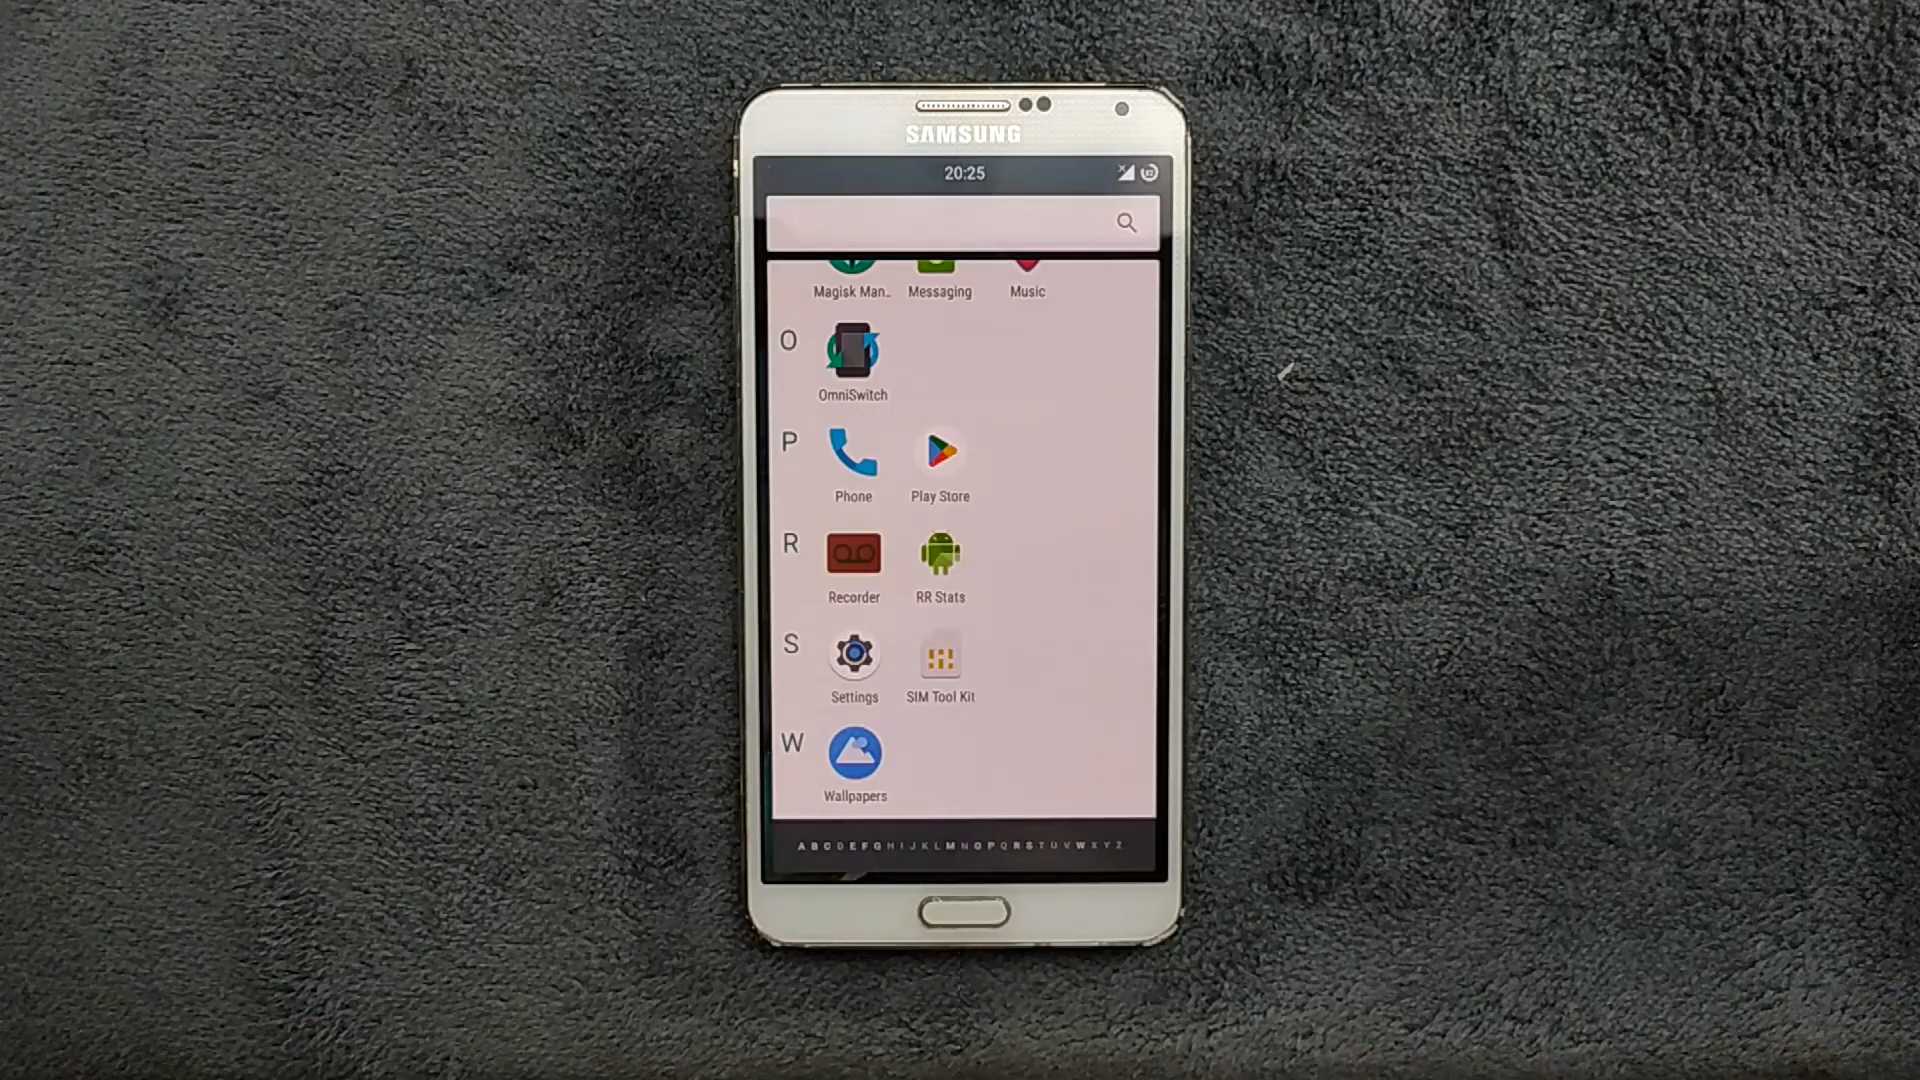 SAMSUNG
20:25
Magisk Man.. Messaging Music
O
OmniSwitch
P
Phone Play Store
R
Recorder RR Stats
S
Settings SIM Tool Kit
W
Wallpapers
A B C D E F G H I J K L M N O P Q R S T U V W X Y Z